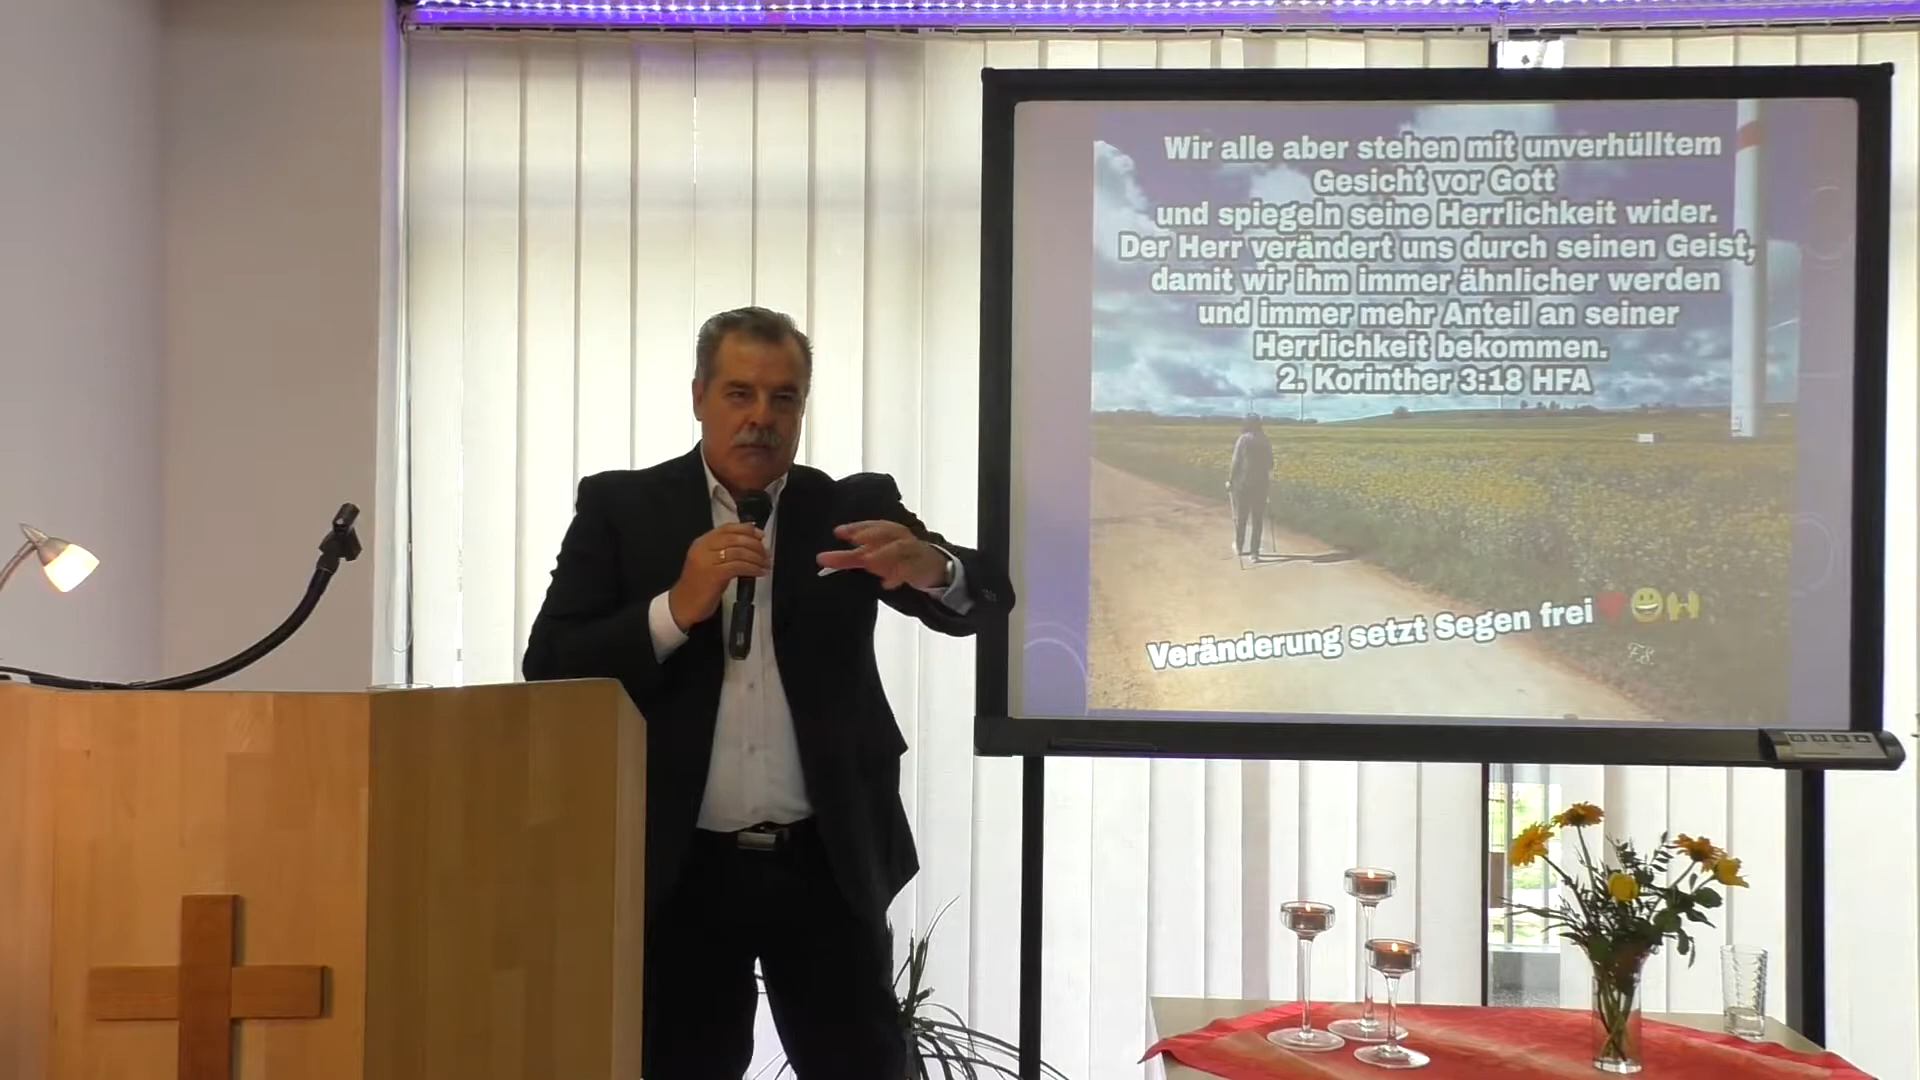 Wir alle aber stehen mit unverhülltem
Gesicht vor Gott
und spiegeln seine Herrlichkeit wider.
Der Herr verändert uns durch seinen Geist,
damit wir ihm immer ähnlicher werden
und immer mehr Anteil an seiner
Herrlichkeit bekommen.
2. Korinther 3:18 HFA
Veränderung setzt Segen frei